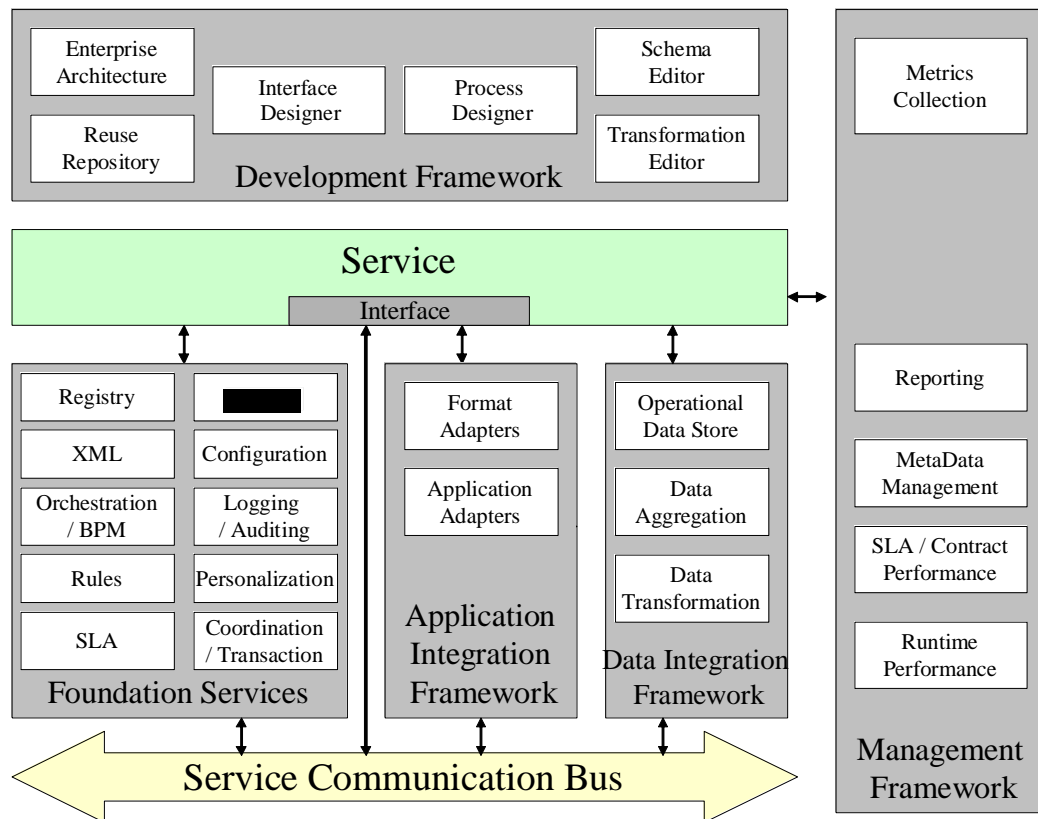 Enterprise
Architecture
Reuse
Repository
Interface
Designer
Process
Designer
Schema
Editor
Transformation
Editor
Development Framework
Service
Interface
Registry
XML
Configuration
Orchestration
/ BPM
Logging
/ Auditing
Rules
Personalization
SLA
Coordination
/ Transaction
Foundation Services
Format
Adapters
Application
Adapters
Application
Integration
Framework
Operational
Data Store
Data
Aggregation
Data
Transformation
Data Integration
Framework
Service Communication Bus
Metrics
Collection
Reporting
MetaData
Management
SLA / Contract
Performance
Runtime
Performance
Management
Framework